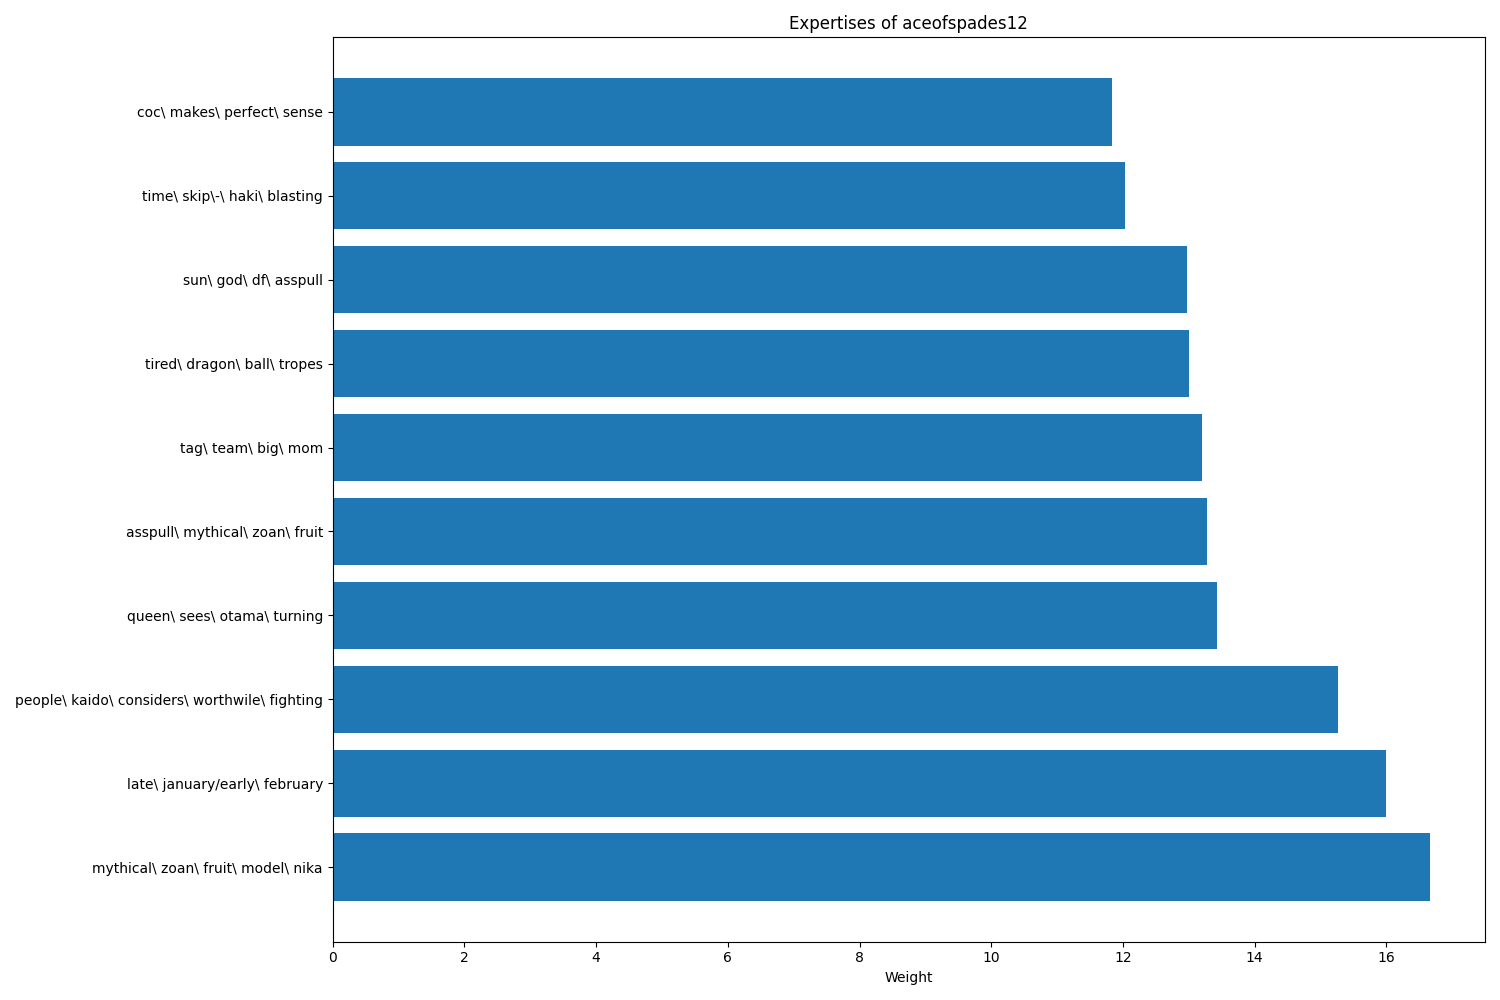 Expertises of aceofspades12
coc\ makes\ perfect\ sense
time\ skip\-\ haki\ blasting
sun\ god\ df\ asspull
tired\ dragon\ ball\ tropes
tag\ team\ big\ mom
asspull\ mythical\ zoan\ fruit
queen\ sees\ otama\ turning
people\ kaido\ considers\ worthwile\ fighting
late\ january/early\ february
mythical\ zoan\ fruit\ model\ nika
0 2 4 6 8 10 12 14 16
Weight